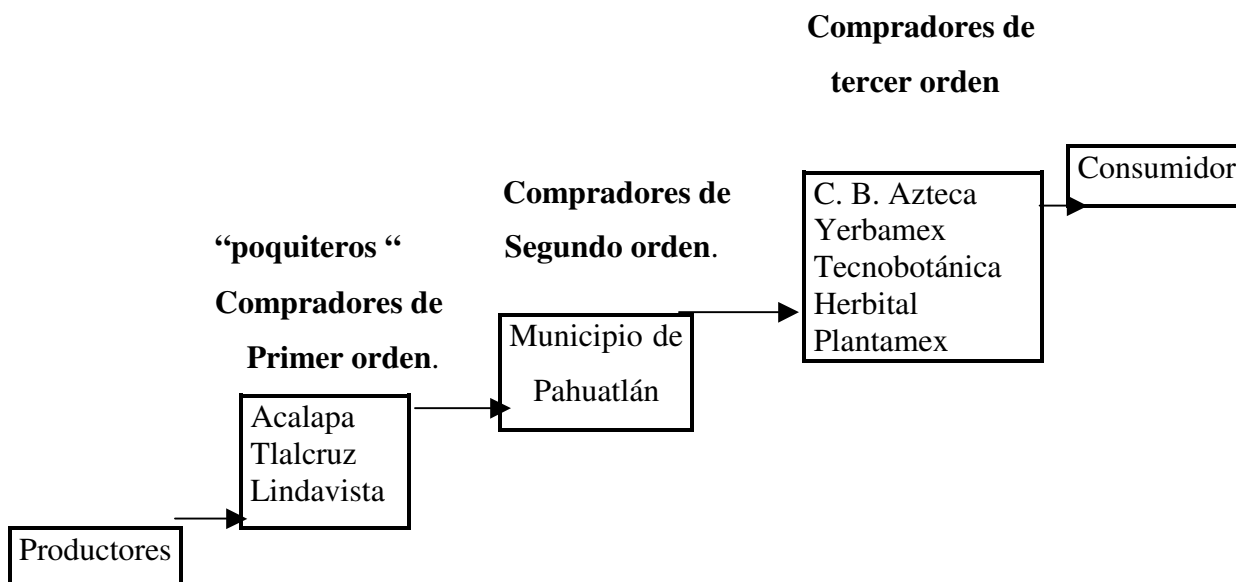 Compradores de
tercer orden
Consumidor
C. B. Azteca
Yerbamex
Tecnobotánica
Herbital
Plantamex
Compradores de
Segundo orden.
Municipio de
Pahuatlán
“poquiteros “
Compradores de
Primer orden.
Acalapa
Tlalcruz
Lindavista
Productores